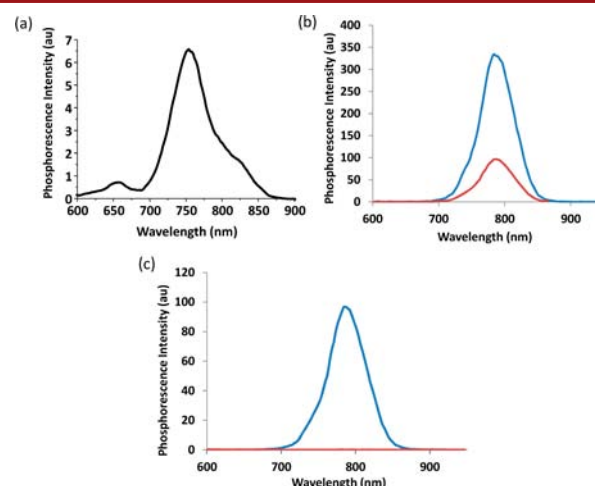 (a)
Phosphorescence Intensity (au)
7
6
5
4
3
2
1
0
600 650 700 750 800 850 900
Wavelength (nm)
(b)
Phosphorescence Intensity (au)
400
350
300
250
200
150
100
50
0
600 700 800 900
Wavelength (nm)
(c)
Phosphorescence Intensity (au)
120
100
80
60
40
20
0
600 700 800 900
Wavelength (nm)